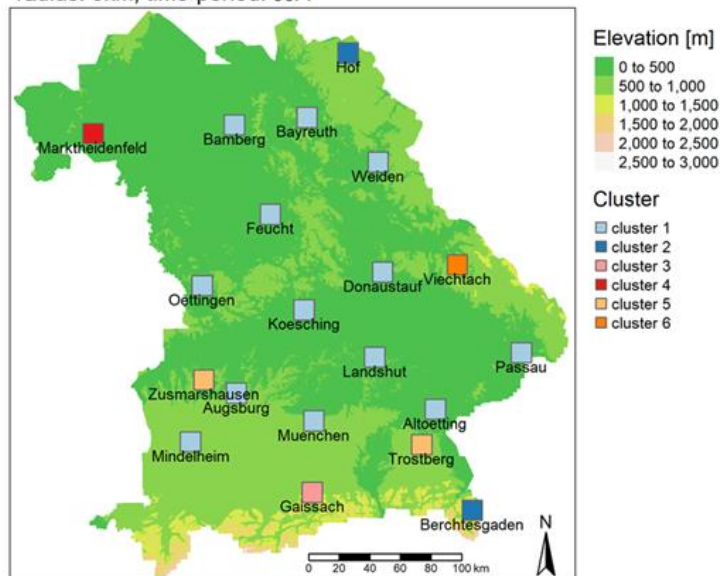 time period:
Elevation [m]
0 to 500
500 to 1,000
1,000 to 1,500
1,500 to 2,000
2,000 to 2,500
2,500 to 3,000
Cluster
cluster 1
cluster 2
cluster 3
cluster 4
cluster 5
cluster 6
Hof
Bayreuth
Bamberg
Marktheidenfeld
Weiden
Feucht
Donaustauf
Viechtach
Oettingen
Koesching
Landshut
Passau
Zusmarshausen
Augsburg
Altoetting
Muenchen
Mindelheim
Trostberg
Gaissach
Berchtesgaden
N
0 20 40 60 80 100 km